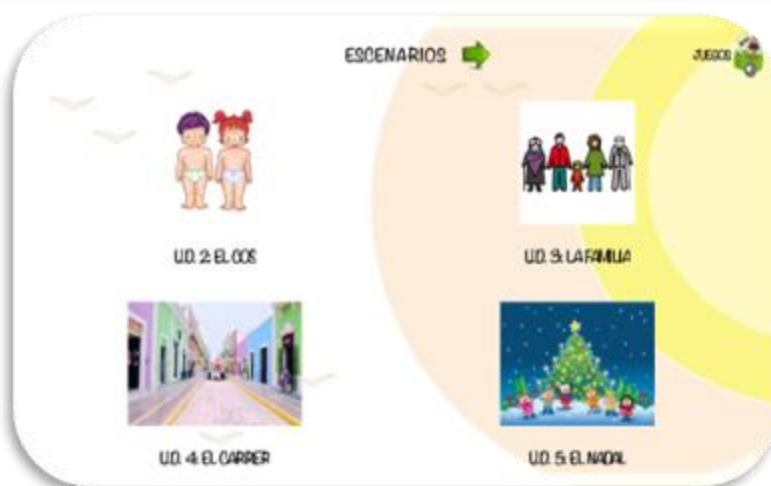 ESCENARIOS
JUEGOS
U.D. 2: EL COS
U.D. 3: LA FAMILIA
U.D. 4: EL CARRER
U.D. 5: EL NADAL